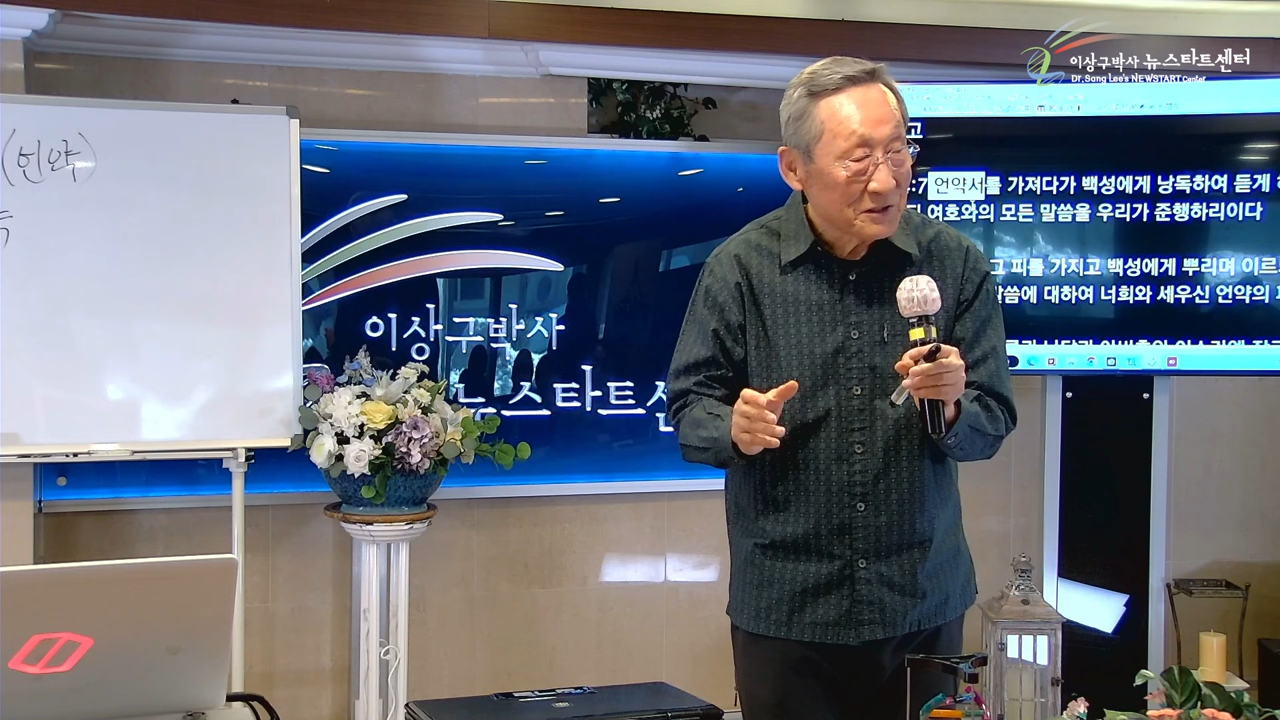 이상구박사 뉴스타트센터
Dr. Sang Lee's NEWSTART Center
(언약)
이상구박사
뉴스타트센
고
:7 언약서를 가져다가 백성에게 낭독하여 듣게
여호와의 모든 말씀을 우리가 준행하리이다
그 피를 가지고 백성에게 뿌리며 이르
말씀에 대하여 너희와 세우신 언약의